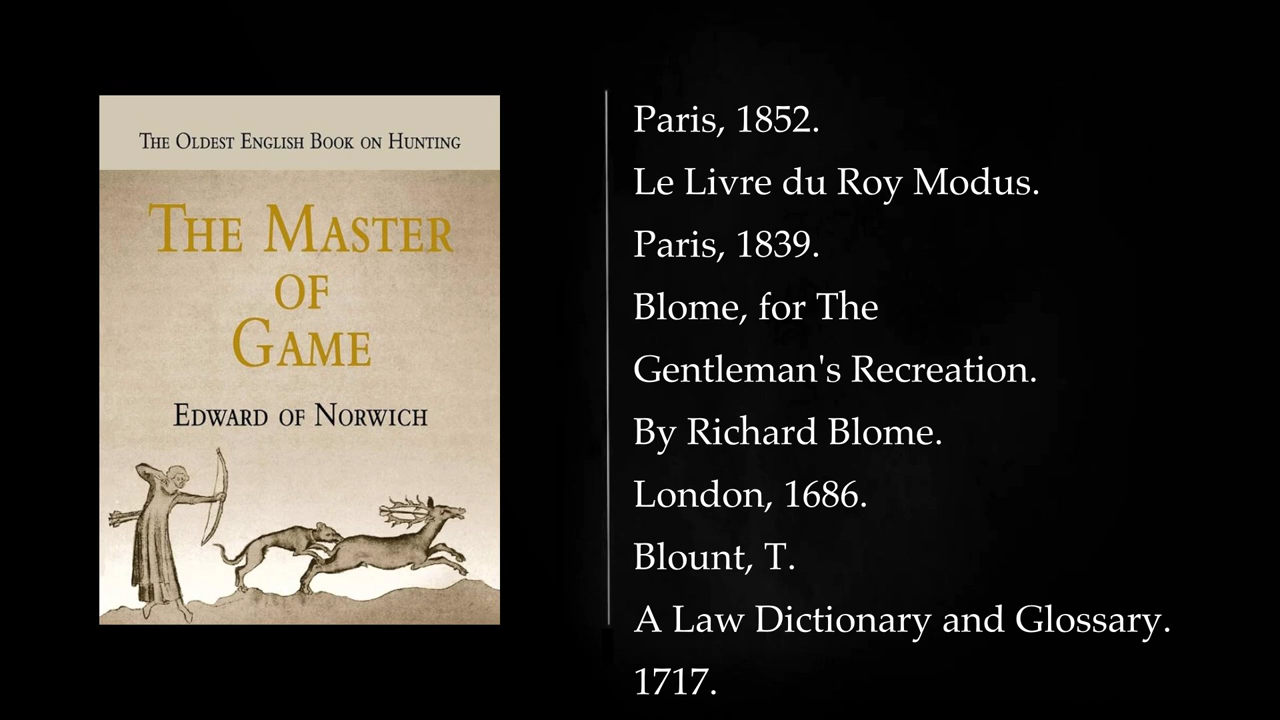 The Oldest English Book on Hunting
The Master
of
Game
Edward of Norwich
Paris, 1852.
Le Livre du Roy Modus.
Paris, 1839.
Blome, for The
Gentleman's Recreation.
By Richard Blome.
London, 1686.
Blount, T.
A Law Dictionary and Glossary.
1717.